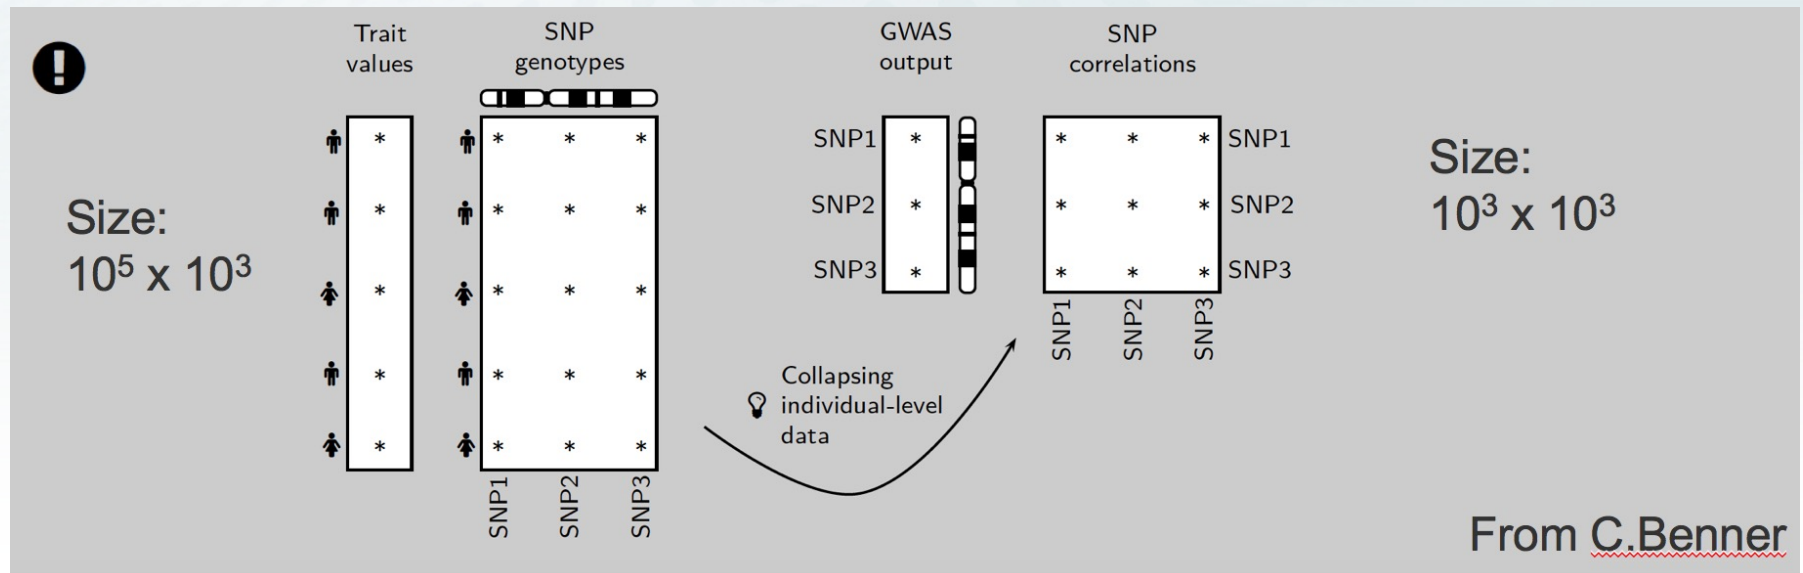 Trait
values
SNP
genotypes
GWAS
output
SNP
correlations
Size:
10⁵ x 10³
* 
* 
* 
* 
* 
* * *
* * *
* * *
* * *
* * *
SNP1
SNP2
SNP3
SNP1 *
SNP2 *
SNP3 *
* * * SNP1
* * * SNP2
* * * SNP3
SNP1
SNP2
SNP3
Size:
10³ x 10³
Collapsing
individual-level
data
From C.Benner